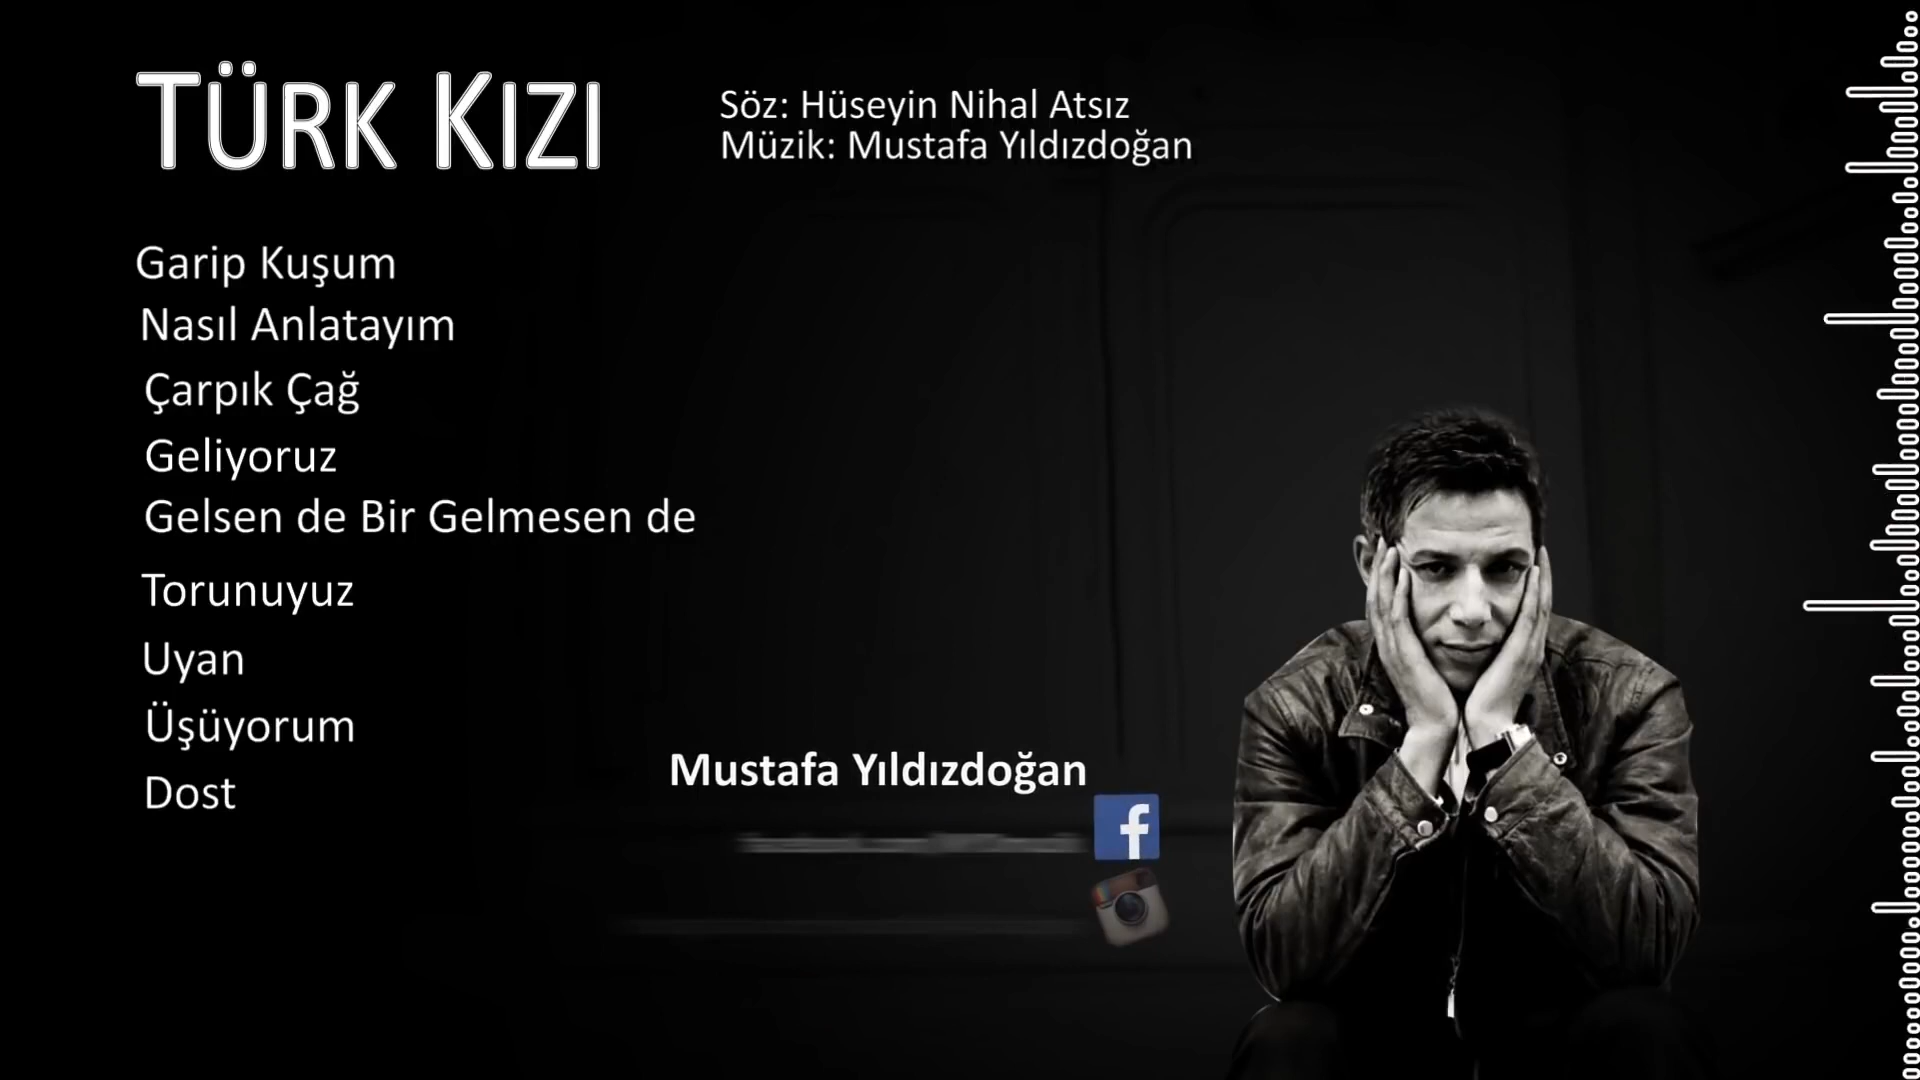 TÜRK KIZI
Söz: Hüseyin Nihal Atsız
Müzik: Mustafa Yıldızdoğan
Garip Kuşum
Nasıl Anlatayım
Çarpık Çağ
Geliyoruz
Gelsen de Bir Gelmesen de
Torunuyuz
Uyan
Üşüyorum
Dost
Mustafa Yıldızdoğan
f